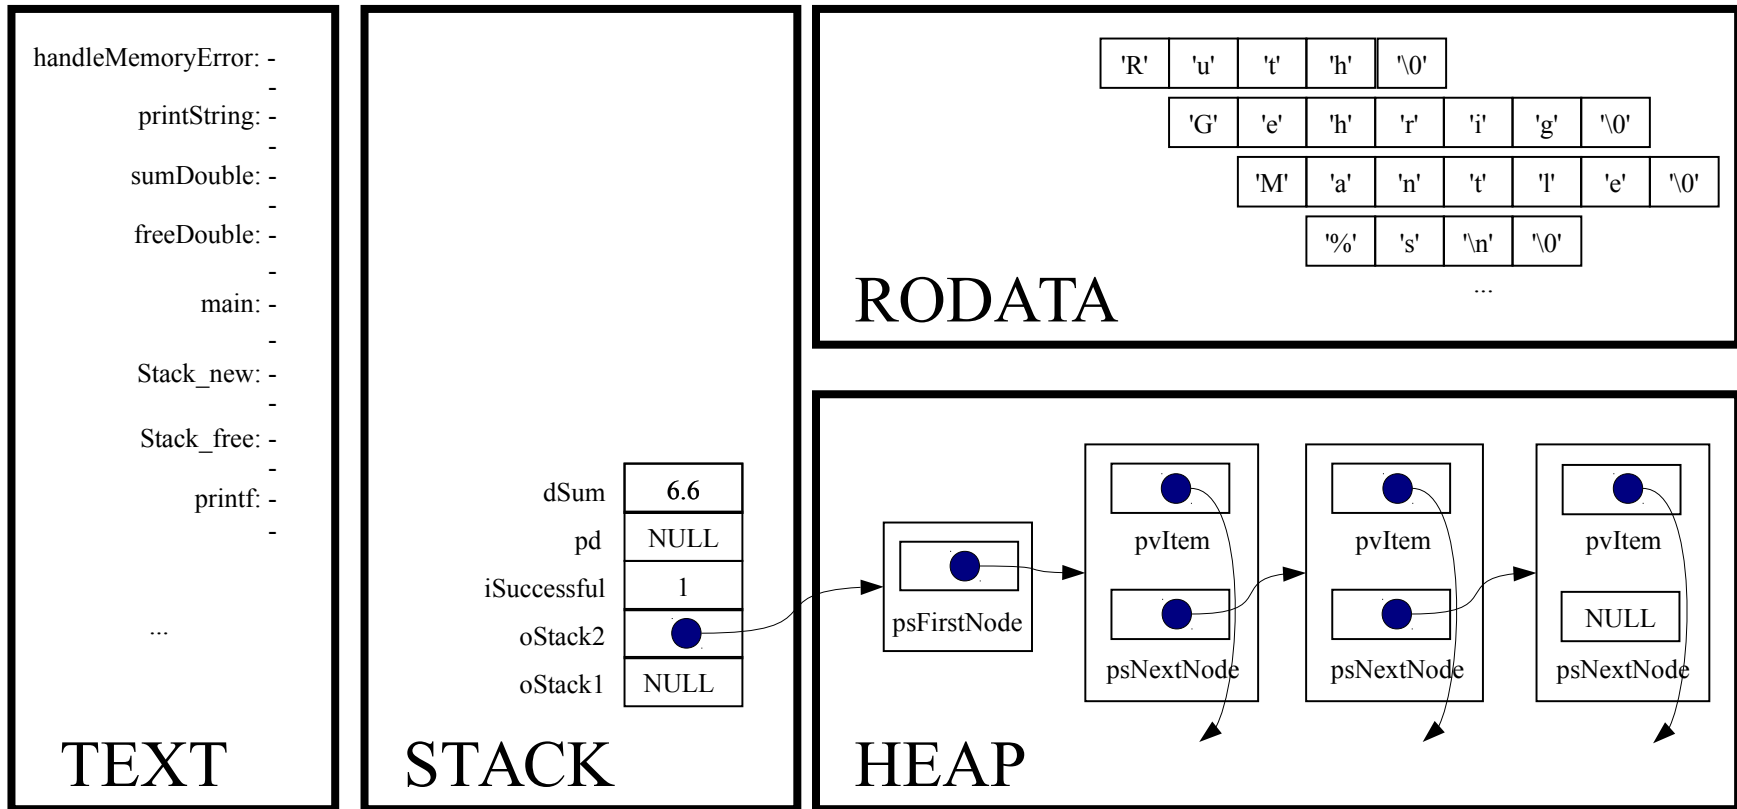 handleMemoryError: -
-
printString: -
-
sumDouble: -
-
freeDouble: -
-
main: -
-
Stack_new: -
-
Stack_free: -
-
printf: -
-
...
TEXT
dSum 6.6
pd NULL
iSuccessful 1
oStack2
oStack1 NULL
STACK
'R' 'u' 't' 'h' '\0'
'G' 'e' 'h' 'r' 'i' 'g' '\0'
'M' 'a' 'n' 't' 'l' 'e' '\0'
'%' 's' '\n' '\0'
...
RODATA
psFirstNode
pvItem pvItem pvItem
NULL
psNextNode psNextNode psNextNode
HEAP